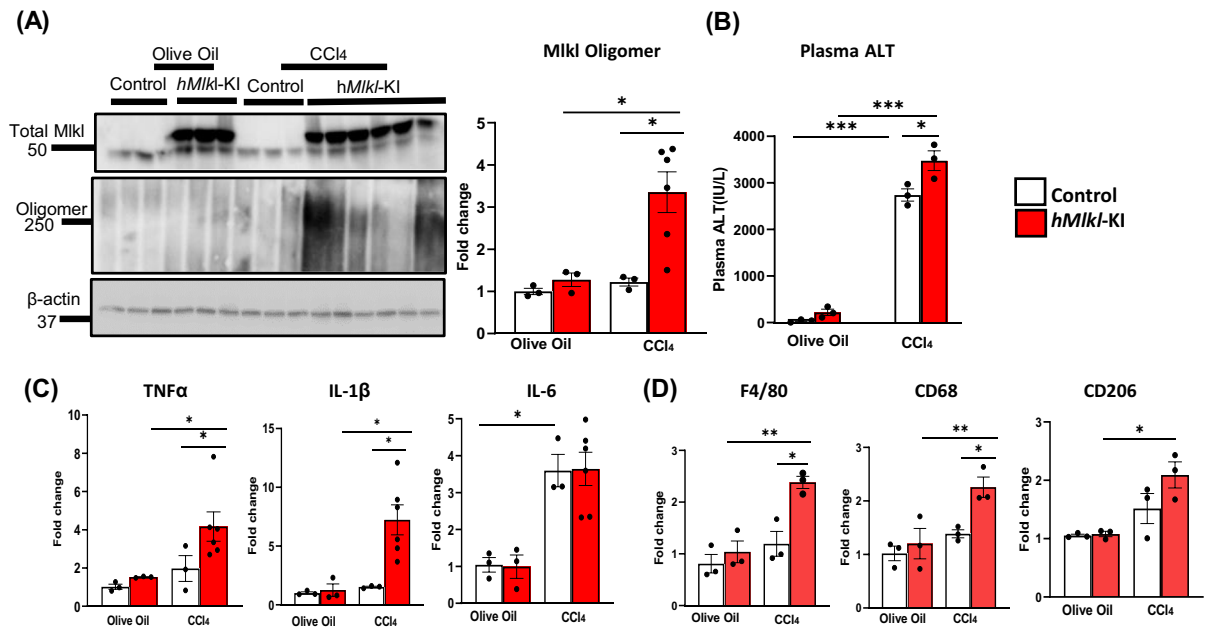 (A)
Olive Oil
CCl₄
Control
hMlkl-KI
Control
hMlkl-KI
Total Mlkl
50
Oligomer
250
β-actin
37
Mlkl Oligomer
*
*
Fold change
5
4
3
2
1
0
Olive Oil
CCl₄
(B)
Plasma ALT
***
***
*
Plasma ALT(IU/L)
4000
3000
2000
1000
0
Olive Oil
CCl₄
Control
hMlkl-KI
(C)
TNFα
*
*
Fold change
10
8
6
4
2
0
Olive Oil
CCl₄
IL-1β
*
*
Fold change
15
10
5
0
Olive Oil
CCl₄
IL-6
*
Fold change
5
4
3
2
1
0
Olive Oil
CCl₄
(D)
F4/80
**
*
Fold change
3
2
1
0
Olive Oil
CCl₄
CD68
**
*
Fold change
3
2
1
0
Olive Oil
CCl₄
CD206
*
Fold change
3
2
1
0
Olive Oil
CCl₄